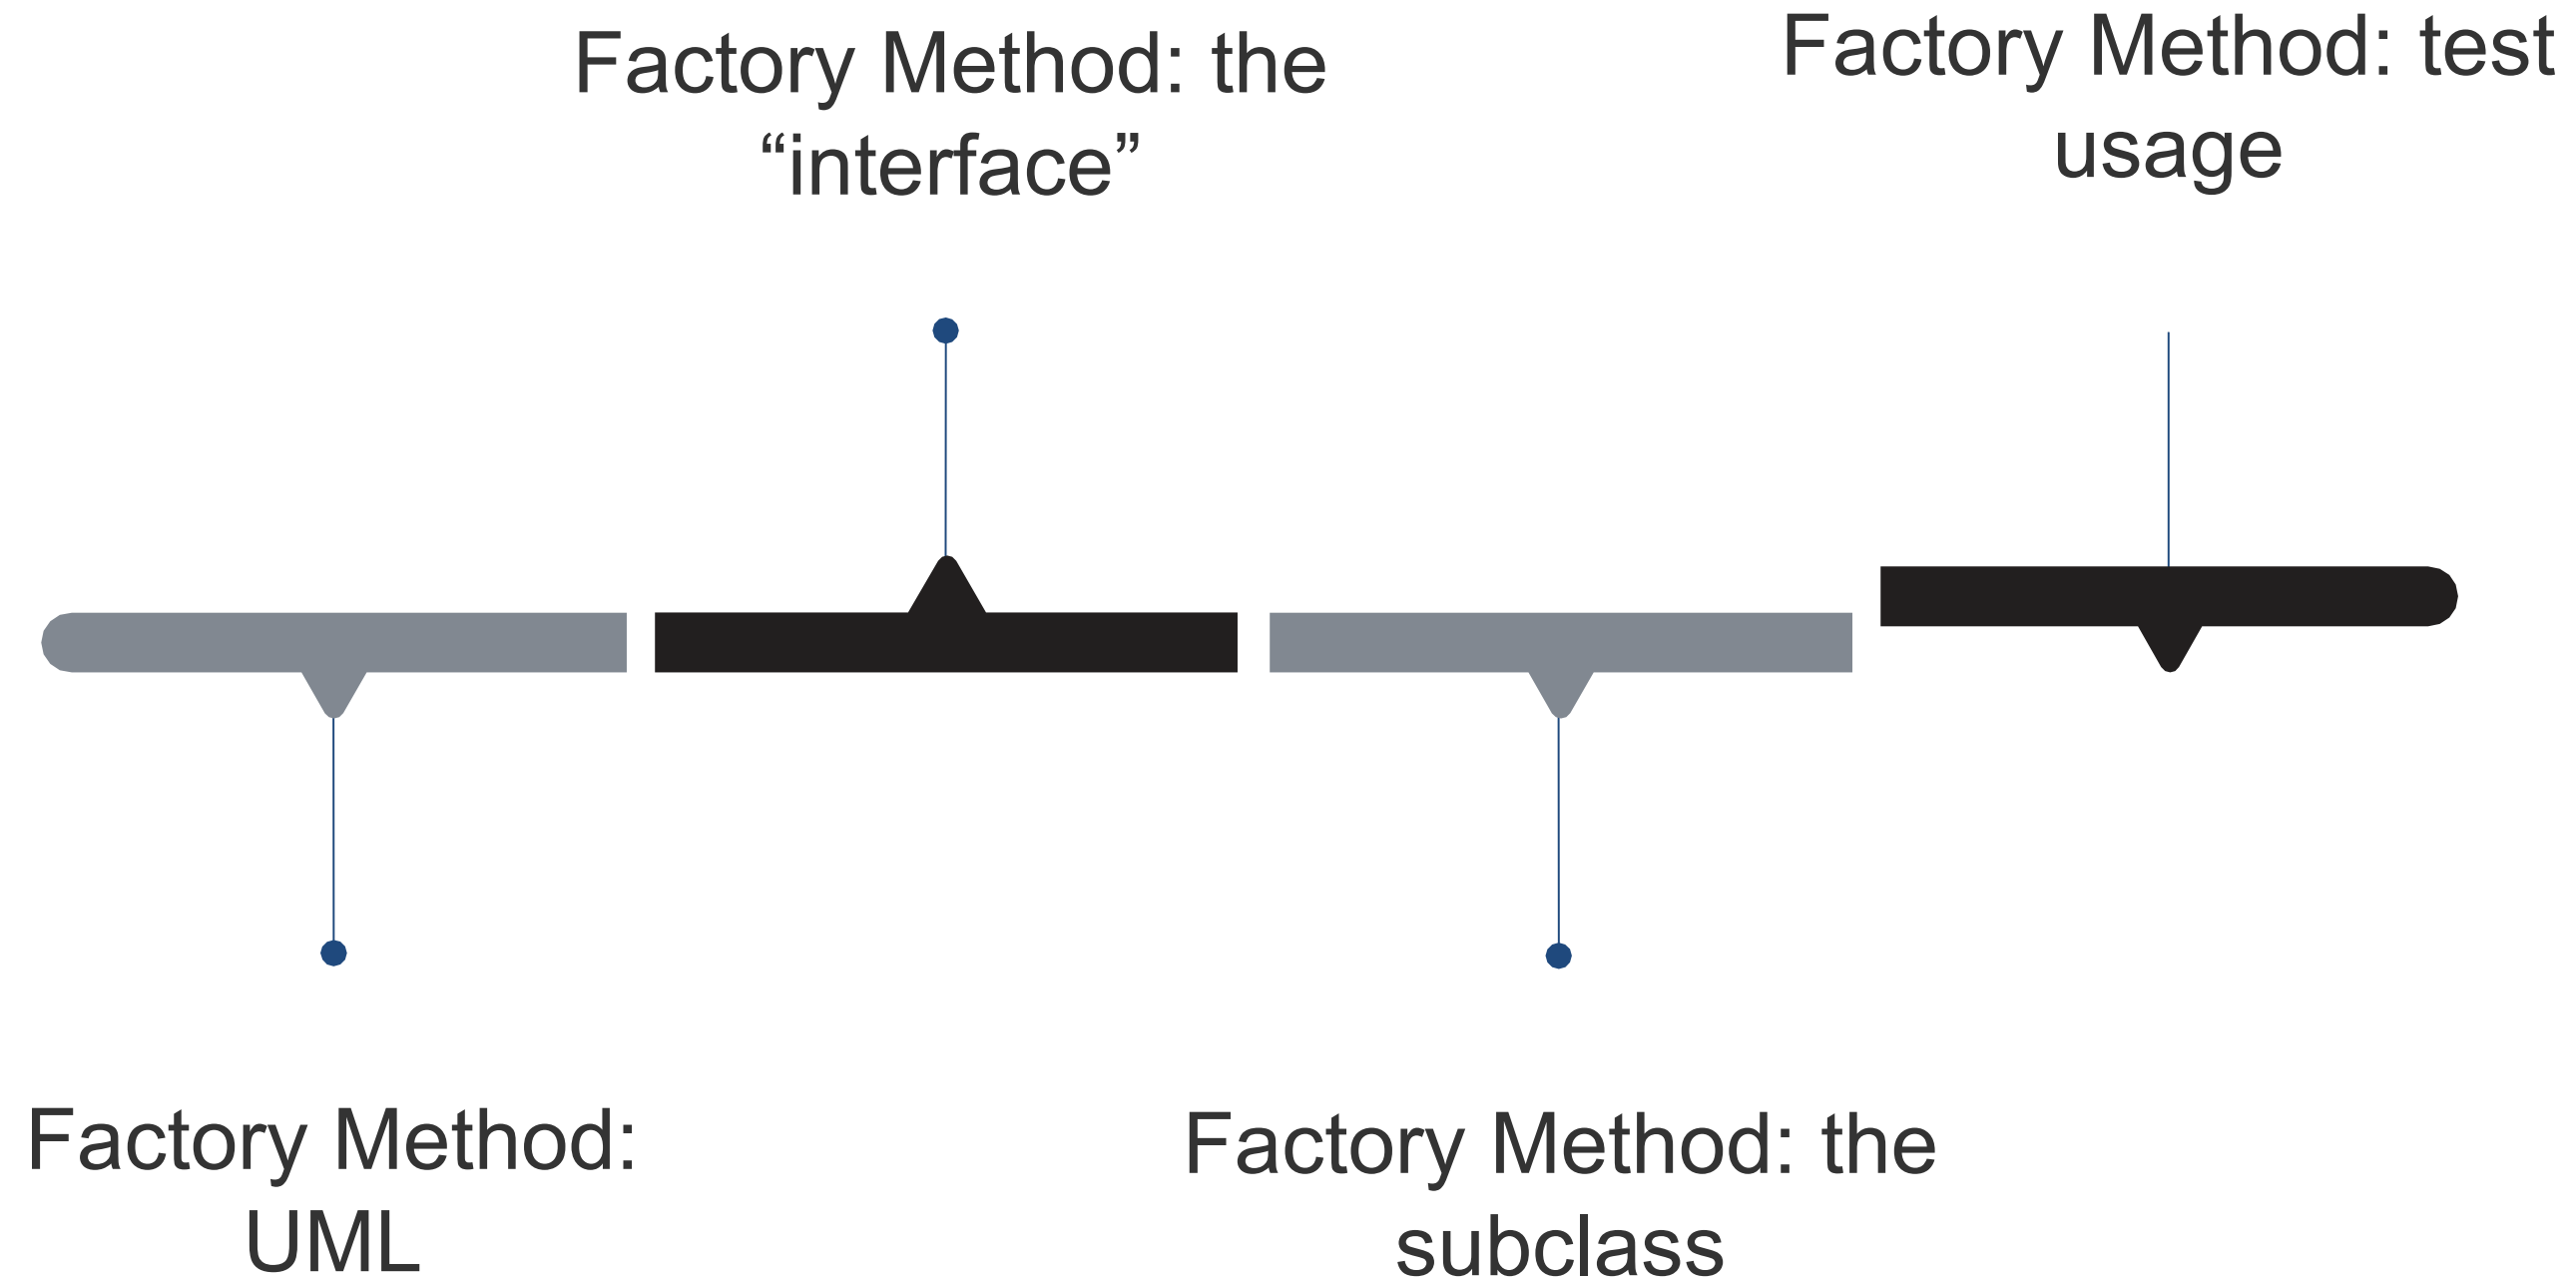 Factory Method: the
“interface”
Factory Method: test
usage
Factory Method:
UML
Factory Method: the
subclass